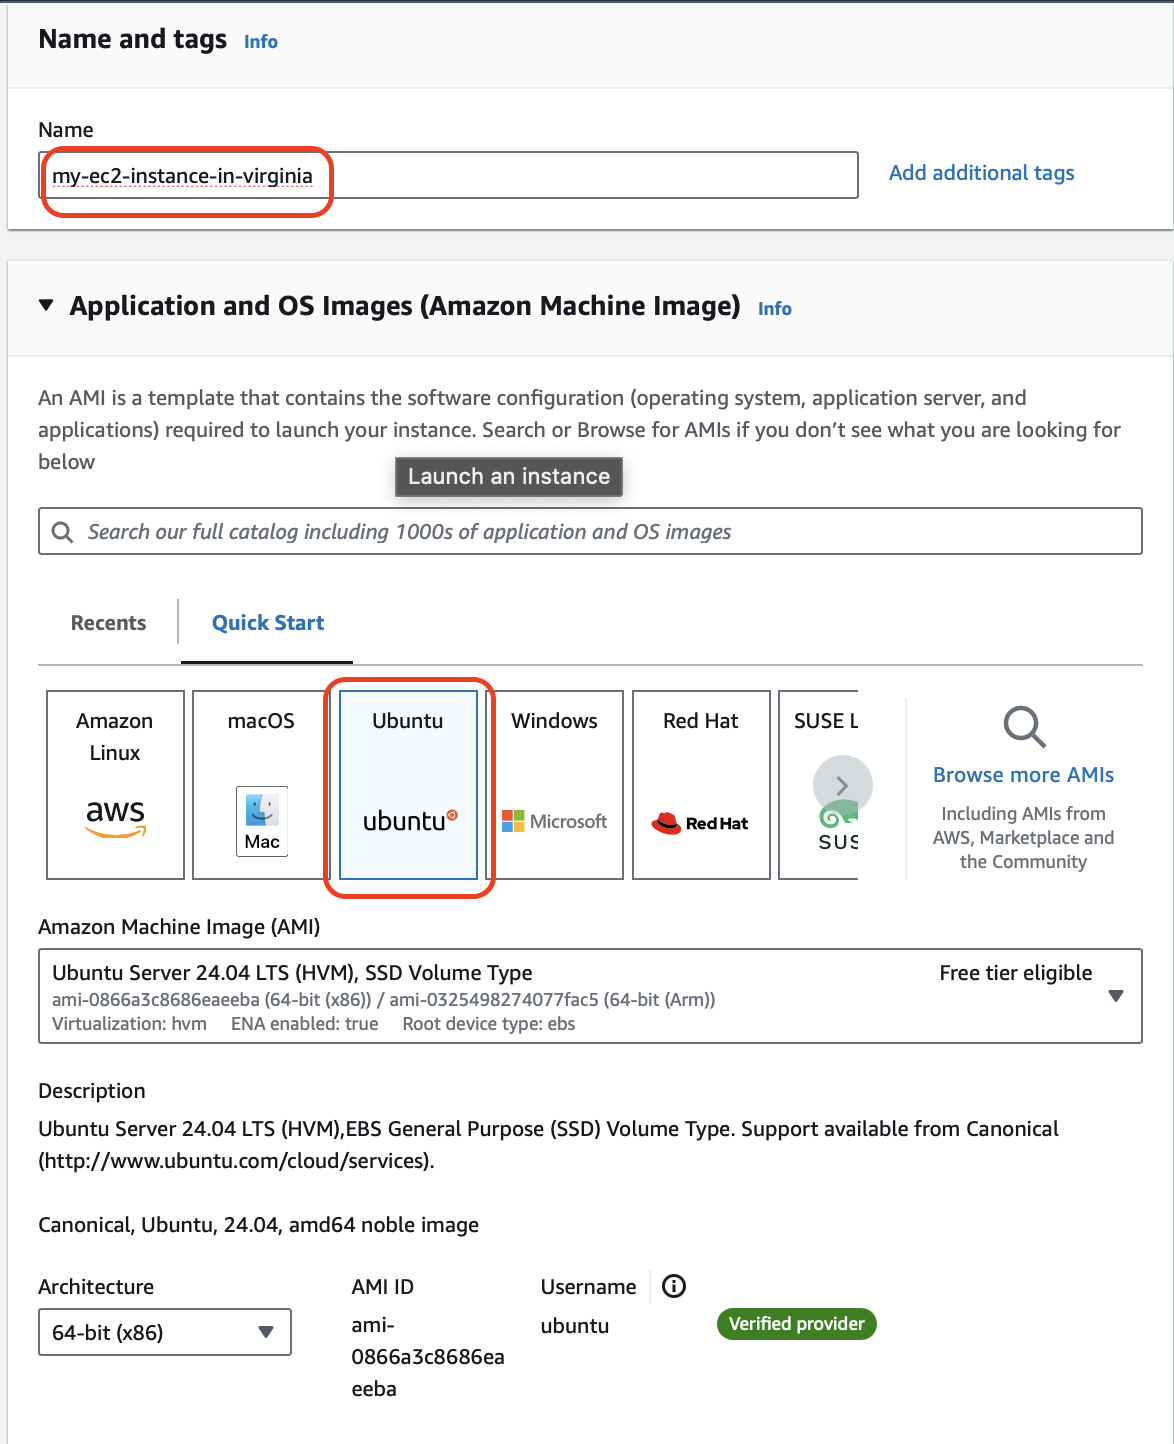 Name and tags Info
Name
my-ec2-instance-in-virginia
Add additional tags
Application and OS Images (Amazon Machine Image) Info
An AMI is a template that contains the software configuration (operating system, application server, and
applications) required to launch your instance. Search or Browse for AMIs if you don’t see what you are looking for
below
Launch an instance
Search our full catalog including 1000s of application and OS images
Recents
Quick Start
Amazon
Linux
aws
macOS
Mac
Ubuntu
ubuntu
Windows
Microsoft
Red Hat
Red Hat
SUSE L
SUS
Browse more AMIs
Including AMIs from
AWS, Marketplace and
the Community
Amazon Machine Image (AMI)
Ubuntu Server 24.04 LTS (HVM), SSD Volume Type
Free tier eligible
ami-0866a3c8686eaeeba (64-bit (x86)) / ami-0325498274077fac5 (64-bit (Arm))
Virtualization: hvm ENA enabled: true Root device type: ebs
Description
Ubuntu Server 24.04 LTS (HVM),EBS General Purpose (SSD) Volume Type. Support available from Canonical
(http://www.ubuntu.com/cloud/services).
Canonical, Ubuntu, 24.04, amd64 noble image
Architecture
64-bit (x86)
AMI ID
ami-
0866a3c8686ea
eeba
Username
ubuntu
Verified provider